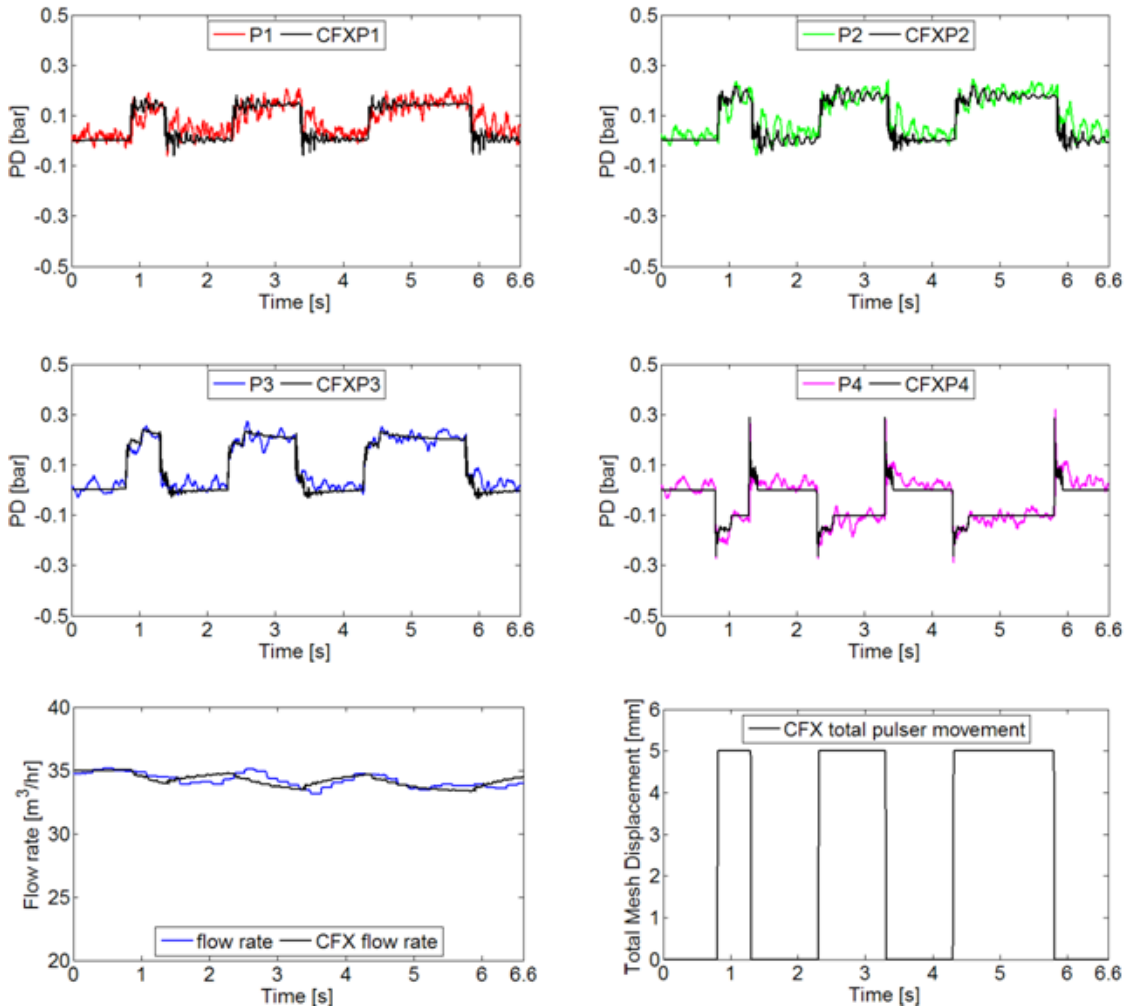 P1 CFXP1
PD [bar]
0.5
0.3
0.1
-0.1
-0.3
-0.5
0 1 2 3 4 5 6 6.6
Time [s]
P2 CFXP2
PD [bar]
0.5
0.3
0.1
-0.1
-0.3
-0.5
0 1 2 3 4 5 6 6.6
Time [s]
P3 CFXP3
PD [bar]
0.5
0.3
0.1
-0.1
-0.3
-0.5
0 1 2 3 4 5 6 6.6
Time [s]
P4 CFXP4
PD [bar]
0.5
0.3
0.1
-0.1
-0.3
-0.5
0 1 2 3 4 5 6 6.6
Time [s]
Flow rate [m³/hr]
40
35
30
25
20
flow rate CFX flow rate
0 1 2 3 4 5 6 6.6
Time [s]
CFX total pulser movement
Total Mesh Displacement [mm]
6
5
4
3
2
1
0
0 1 2 3 4 5 6 6.6
Time [s]